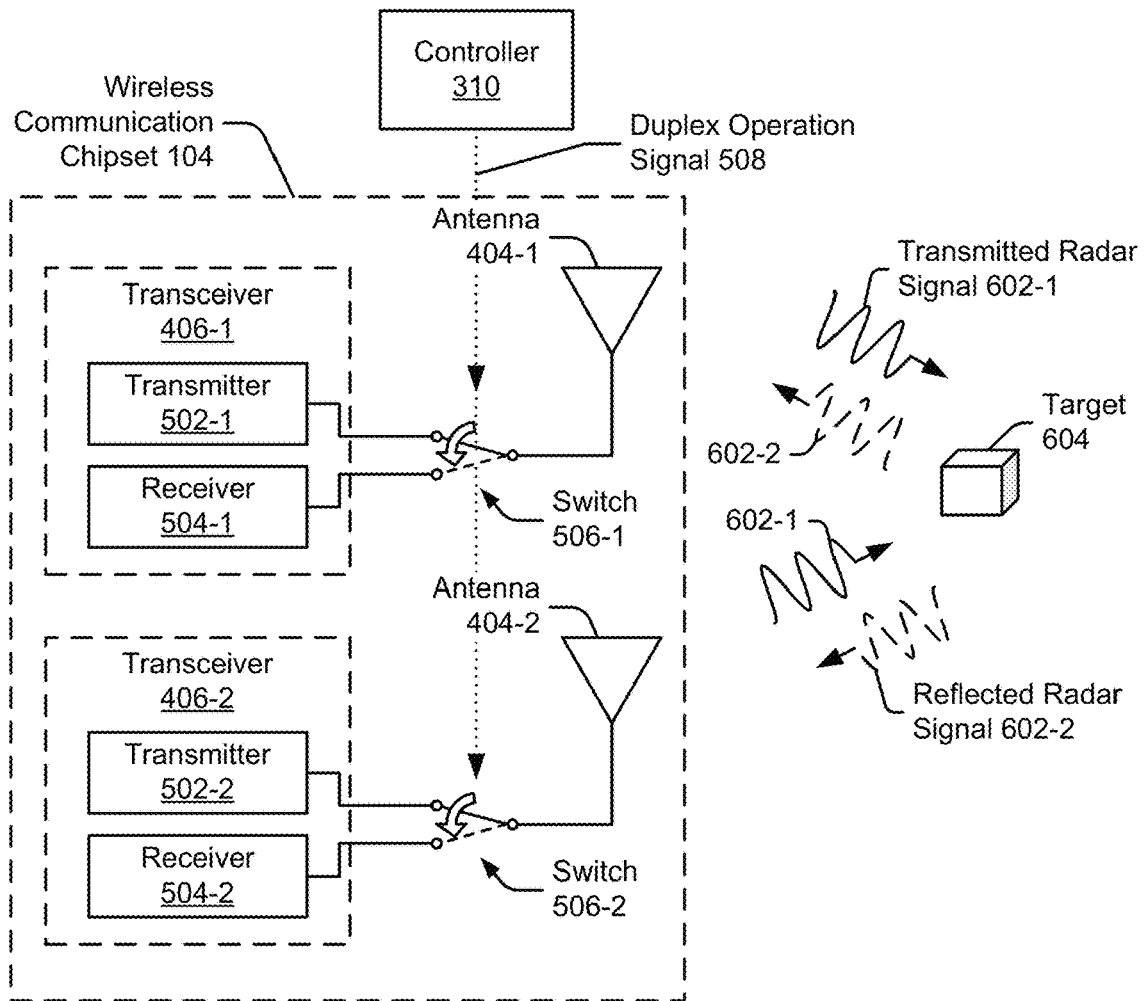 Controller
310
Wireless
Communication
Chipset 104
Duplex Operation
Signal 508
Antenna
404-1
Transceiver
406-1
Transmitter
502-1
Receiver
504-1
Switch
506-1
Antenna
404-2
Transceiver
406-2
Transmitter
502-2
Receiver
504-2
Switch
506-2
Transmitted Radar
Signal 602-1
Target
604
602-2
602-1
Reflected Radar
Signal 602-2